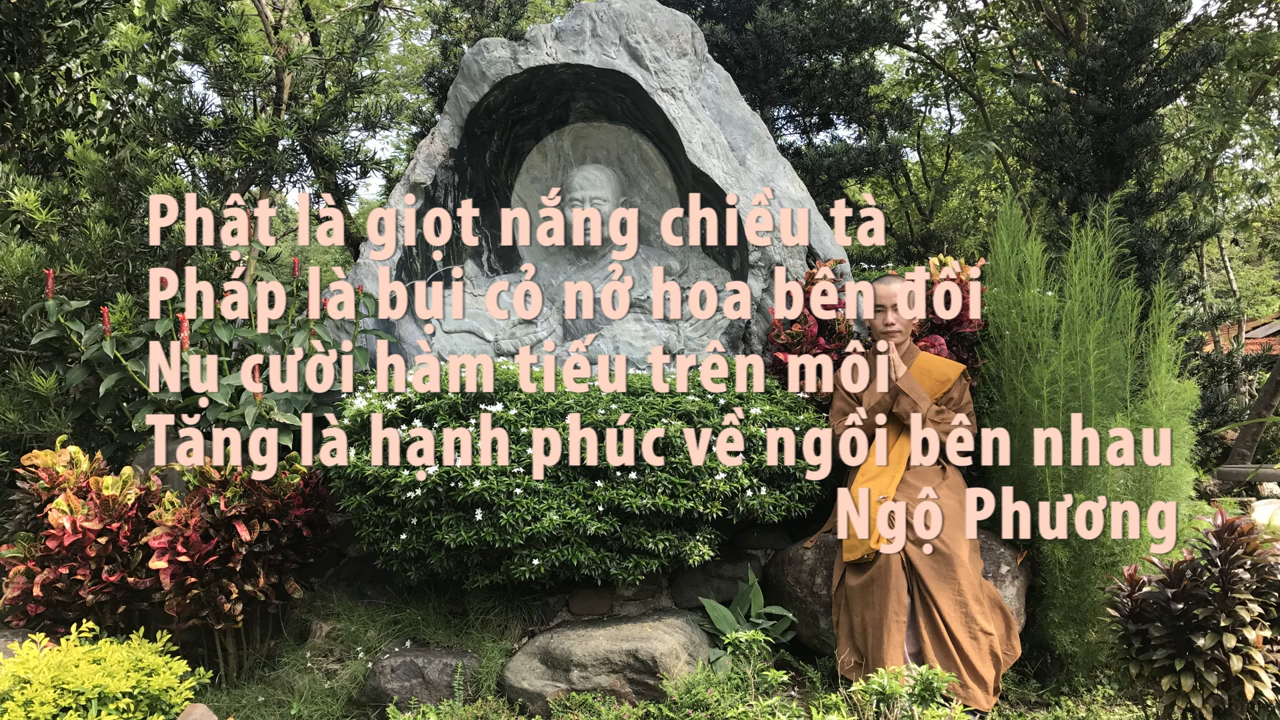 Phật là giọt nắng chiều tà
Pháp là bụi cỏ nở hoa bên đồi
Nụ cười hàm tiếu trên môi
Tăng là hạnh phúc về ngồi bên nhau
Ngộ Phương